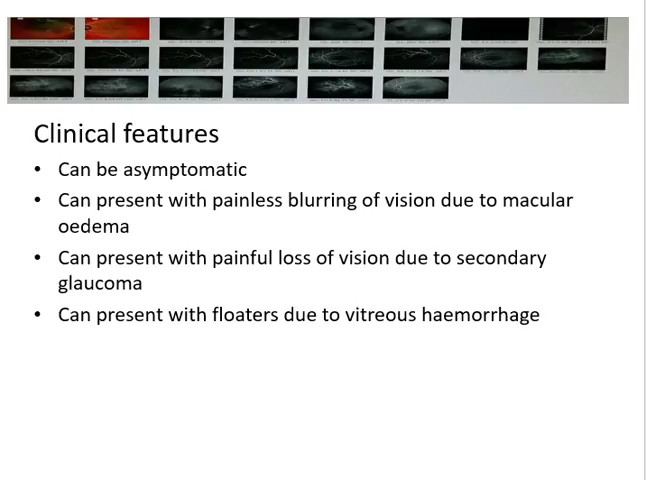 Clinical features
• Can be asymptomatic
• Can present with painless blurring of vision due to macular
oedema
• Can present with painful loss of vision due to secondary
glaucoma
• Can present with floaters due to vitreous haemorrhage